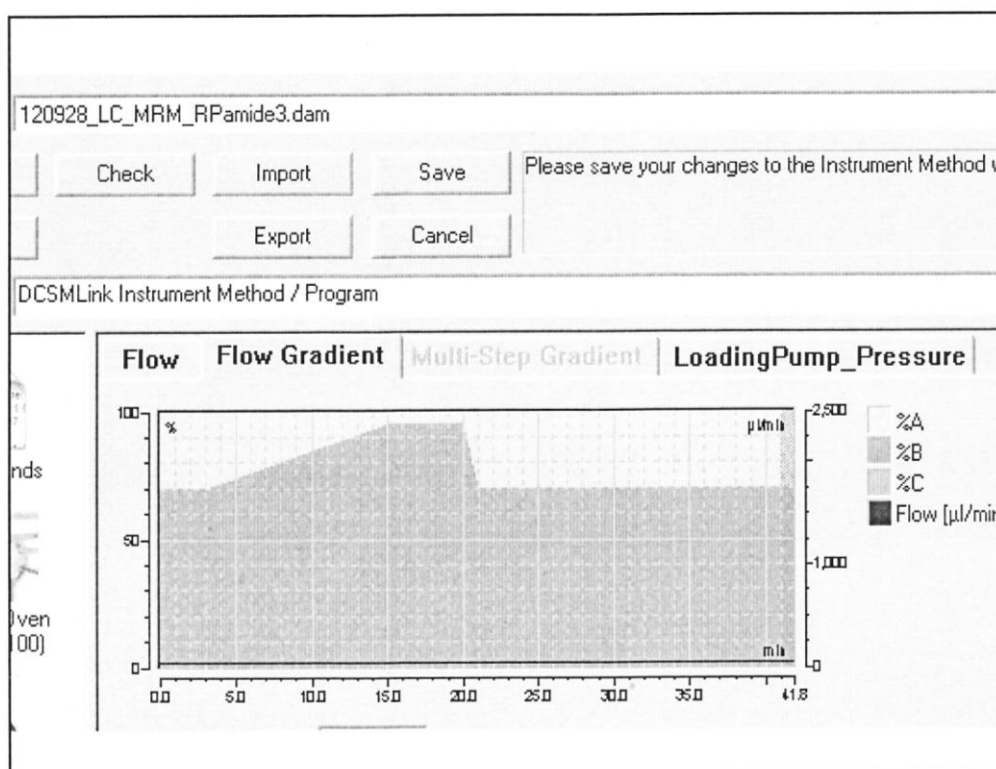 120928_LC_MRM_RPamide3.dam
Check Import Save Please save your changes to the Instrument Method
Export Cancel
DCSMLink Instrument Method / Program
Flow Flow Gradient Multi-Step Gradient LoadingPump_Pressure
100 % µl/min 2,500 %A
%B
nds
%C
50 Flow [µl/min
1,000
Oven
100)
0 min 0
0.0 5.0 10.0 15.0 20.0 25.0 30.0 35.0 41.8